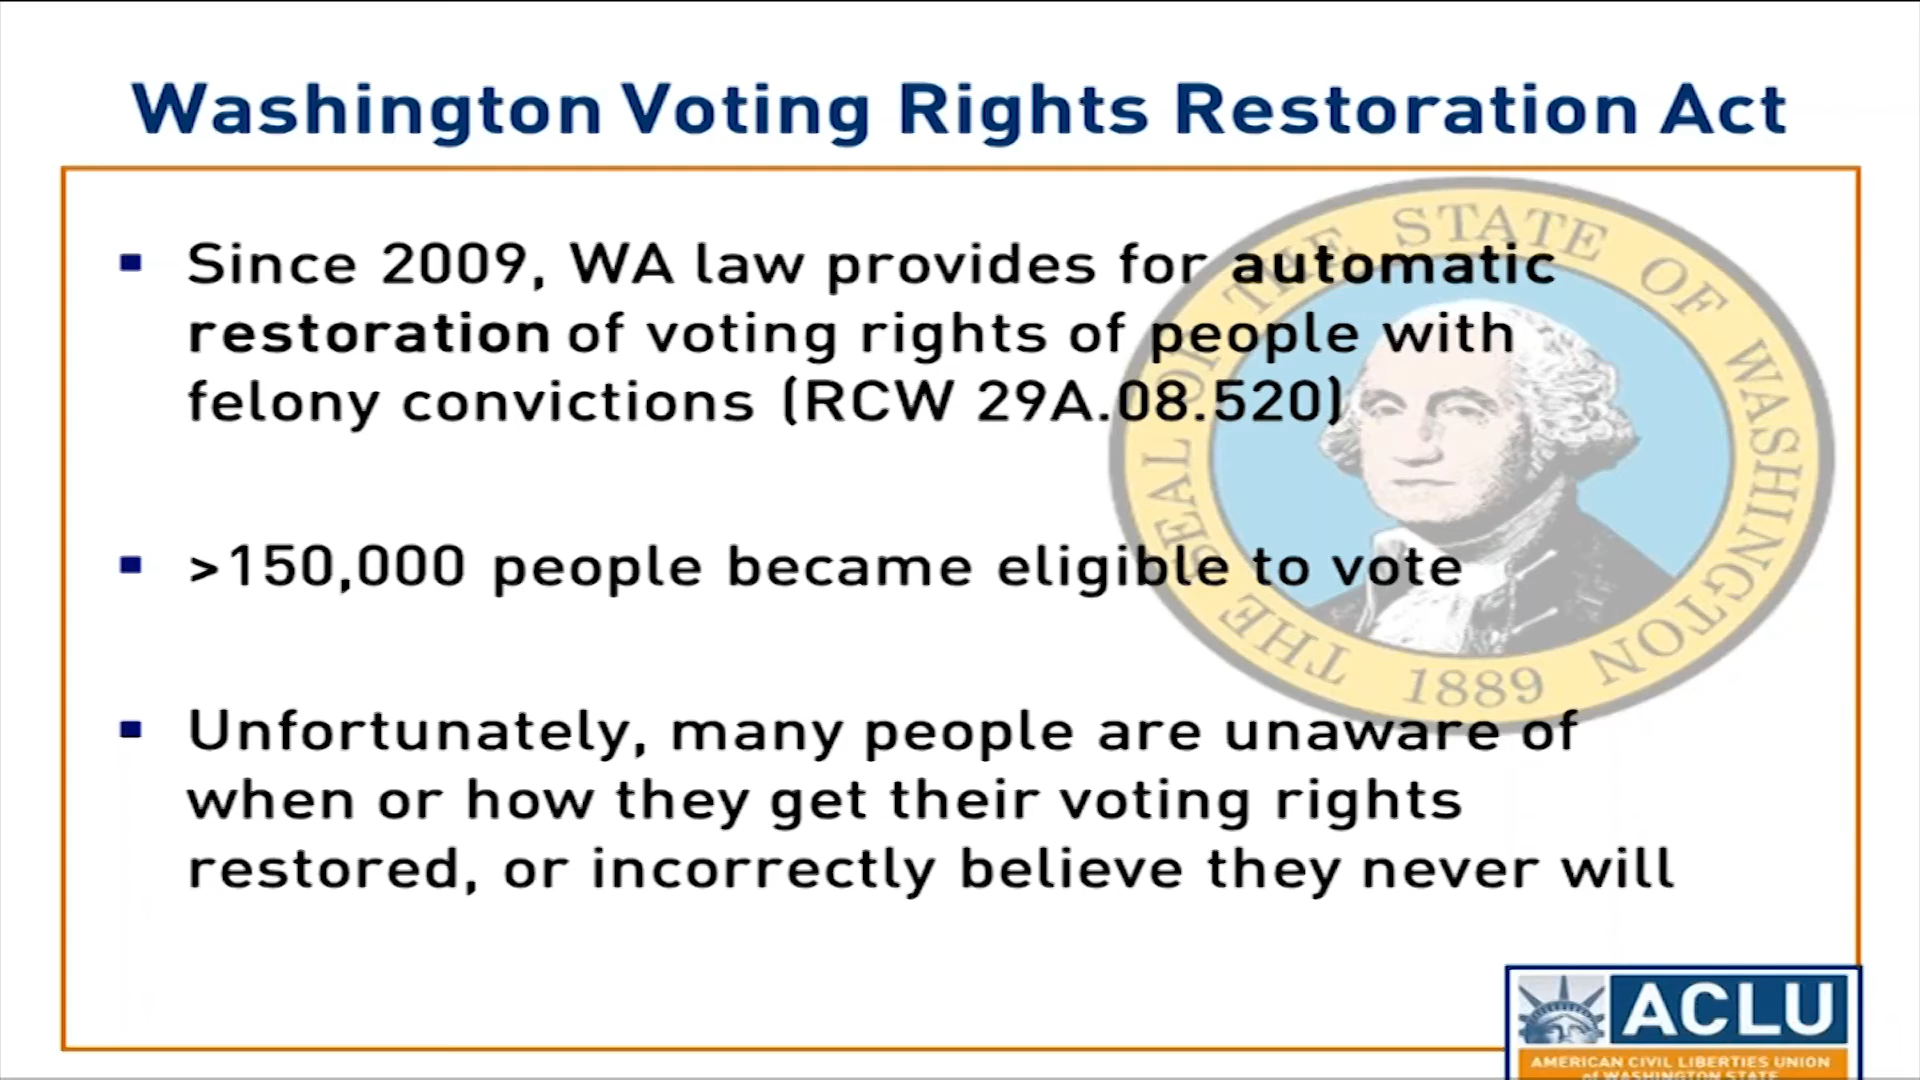 Washington Voting Rights Restoration Act
▪ Since 2009, WA law provides for automatic
restoration of voting rights of people with
felony convictions (RCW 29A.08.520)
▪ >150,000 people became eligible to vote
▪ Unfortunately, many people are unaware of
when or how they get their voting rights
restored, or incorrectly believe they never will
THE SEAL OF THE STATE OF WASHINGTON
1889
ACLU
AMERICAN CIVIL LIBERTIES UNION
of WASHINGTON STATE